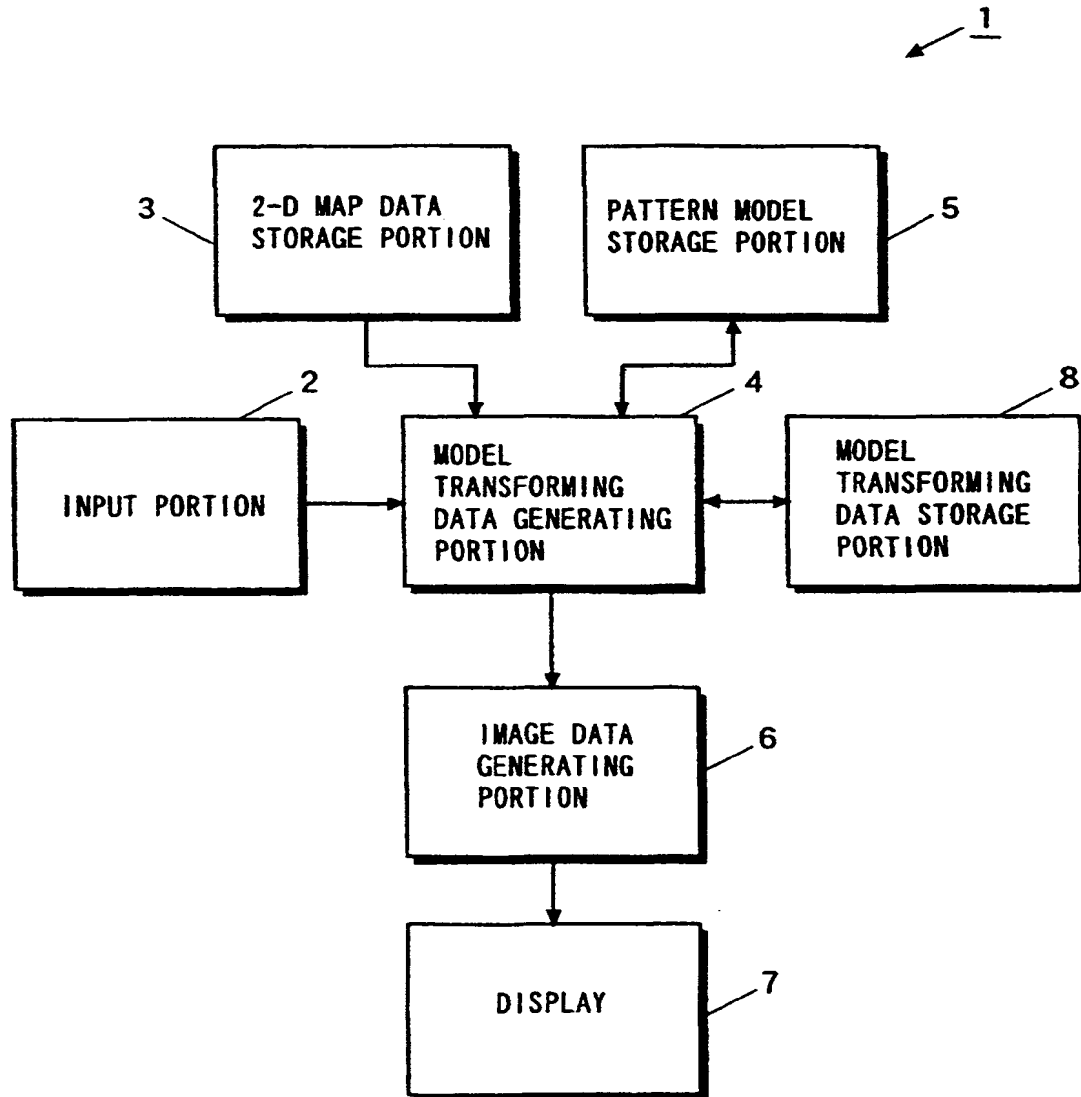 1
3
2-D MAP DATA
STORAGE PORTION
PATTERN MODEL
STORAGE PORTION
5
2
INPUT PORTION
4
MODEL
TRANSFORMING
DATA GENERATING
PORTION
8
MODEL
TRANSFORMING
DATA STORAGE
PORTION
IMAGE DATA
GENERATING
PORTION
6
DISPLAY
7